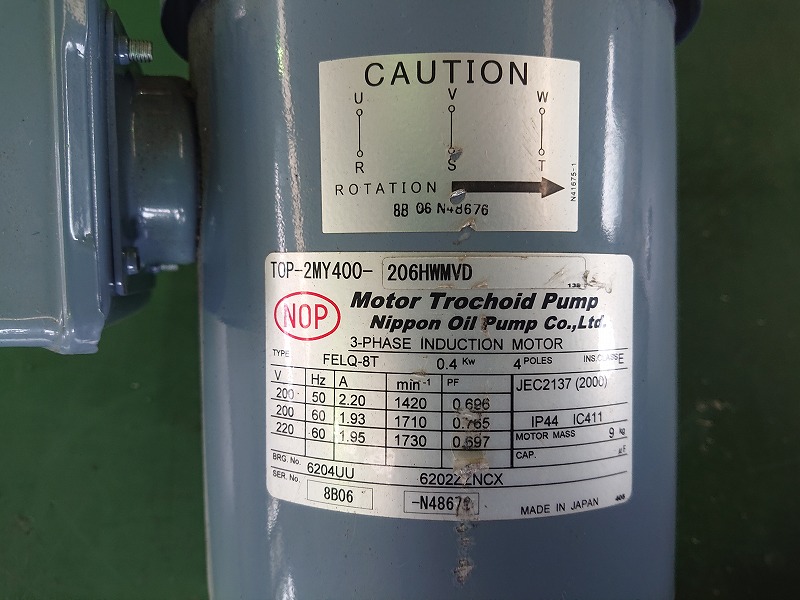 CAUTION
U V W
R S T
ROTATION
8B 06 N48676
N41675-1
TOP-2MY400- 206HWMVD
NOP Motor Trochoid Pump
Nippon Oil Pump Co.,Ltd.
3-PHASE INDUCTION MOTOR
TYPE FELQ-8T 0.4 Kw 4 POLES INS.CLASS E
V Hz A min-1 PF JEC2137 (2000)
200 50 2.20 1420 0.696
200 60 1.93 1710 0.765 IP44 IC411
220 60 1.95 1730 0.697 MOTOR MASS 9 kg
BRG. No. 6204UU 6202ZZNCX CAP. μF
SER. No. 8B06 -N48676 MADE IN JAPAN